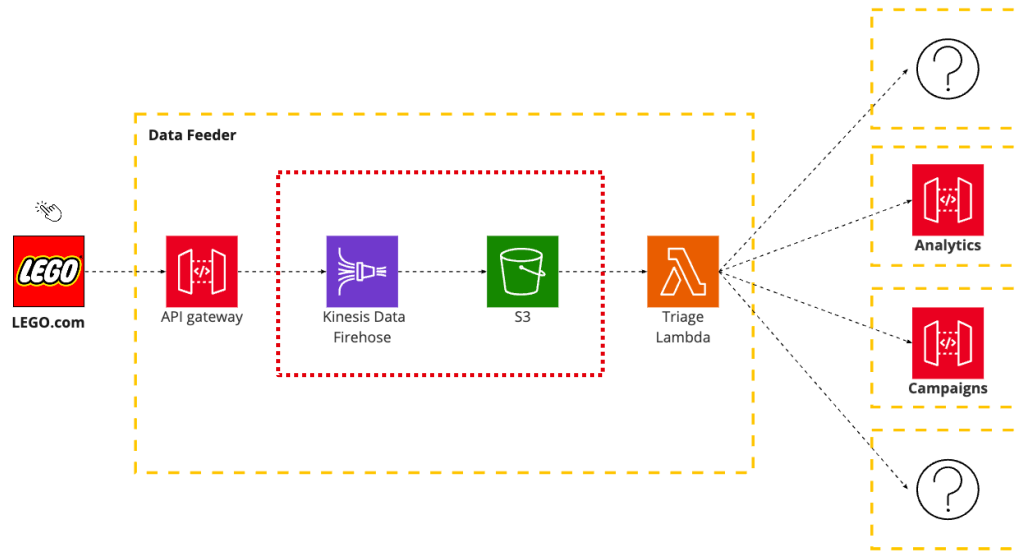 Data Feeder
LEGO
LEGO.com
API gateway
Kinesis Data
Firehose
S3
Triage
Lambda
?
</>
Analytics
</>
Campaigns
?